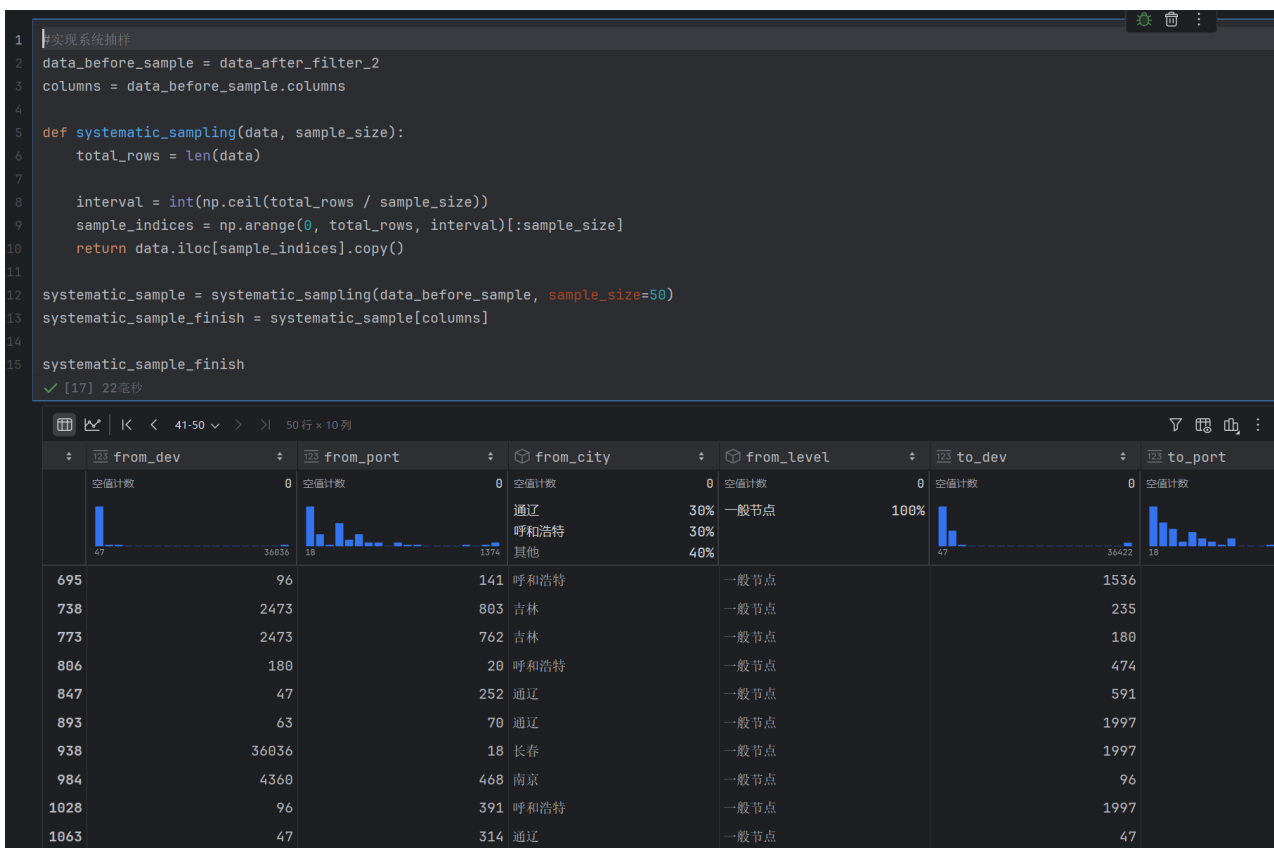 1 #实现系统抽样
2 data_before_sample = data_after_filter_2
3 columns = data_before_sample.columns
4
5 def systematic_sampling(data, sample_size):
6 total_rows = len(data)
7
8 interval = int(np.ceil(total_rows / sample_size))
9 sample_indices = np.arange(0, total_rows, interval)[:sample_size]
10 return data.iloc[sample_indices].copy()
11
12 systematic_sample = systematic_sampling(data_before_sample, sample_size=50)
13 systematic_sample_finish = systematic_sample[columns]
14
15 systematic_sample_finish
[17] 22毫秒
41-50 50 行 × 10 列
123 from_dev 123 from_port from_city from_level 123 to_dev 123 to_port
空值计数 0 空值计数 0 空值计数 0 空值计数 0 空值计数 0 空值计数
通辽 30% 一般节点 100%
呼和浩特 30%
其他 40%
47 36036 18 1374 47 36422 18
695 96 141 呼和浩特 一般节点 1536
738 2473 803 吉林 一般节点 235
773 2473 762 吉林 一般节点 180
806 180 20 呼和浩特 一般节点 474
847 47 252 通辽 一般节点 591
893 63 70 通辽 一般节点 1997
938 36036 18 长春 一般节点 1997
984 4360 468 南京 一般节点 96
1028 96 391 呼和浩特 一般节点 1997
1063 47 314 通辽 一般节点 47